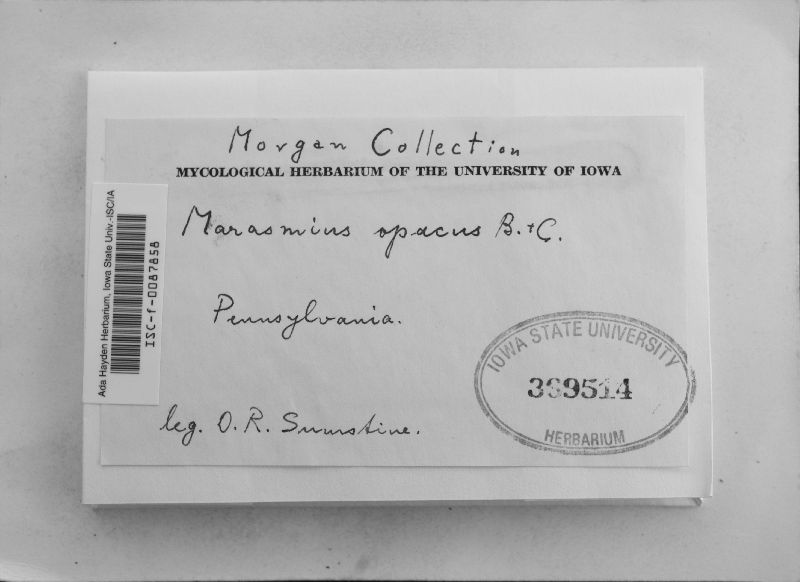 Morgan Collection
MYCOLOGICAL HERBARIUM OF THE UNIVERSITY OF IOWA
Marasmius opacus B. + C.
Pennsylvania.
leg. O. R. Sumstine.
Ada Hayden Herbarium, Iowa State Univ.-ISC/IA
ISC-f-0087858
IOWA STATE UNIVERSITY
399514
HERBARIUM